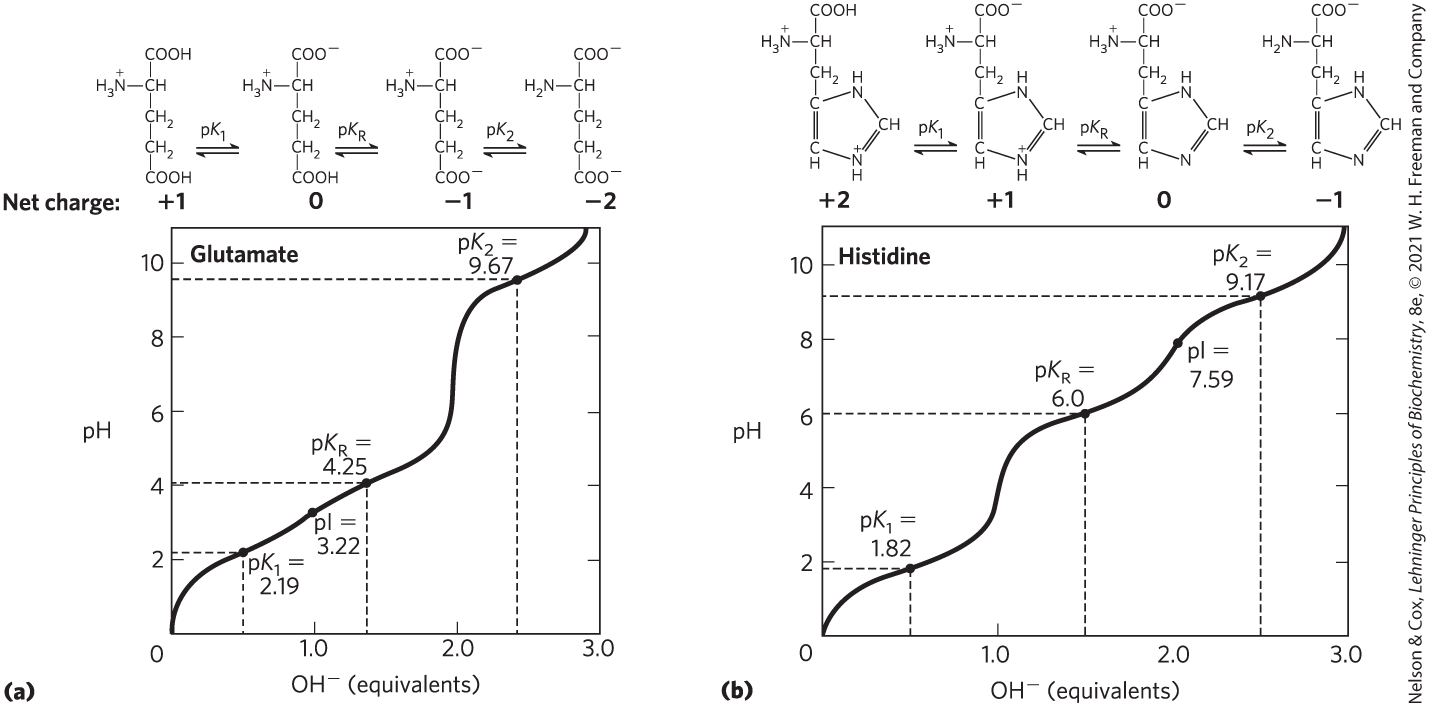 COOH
H₃N⁺—CH
CH₂
CH₂
COOH
pK₁
COO⁻
H₃N⁺—CH
CH₂
CH₂
COOH
pKR
COO⁻
H₃N⁺—CH
CH₂
CH₂
COO⁻
pK₂
COO⁻
H₂N—CH
CH₂
CH₂
COO⁻
Net charge: +1 0 −1 −2
Glutamate
pK₂ =
9.67
pKR =
4.25
pI =
3.22
pK₁ =
2.19
10
8
6
4
2
0
pH
1.0 2.0 3.0
OH⁻ (equivalents)
(a)
COOH
H₃N⁺—CH
CH₂
C
H
N
CH
C
H
N⁺
H
pK₁
COO⁻
H₃N⁺—CH
CH₂
C
H
N
CH
C
H
N⁺
H
pKR
COO⁻
H₃N⁺—CH
CH₂
C
H
N
CH
C
H
N
pK₂
COO⁻
H₂N—CH
CH₂
C
H
N
CH
C
H
N
+2 +1 0 −1
Histidine
pK₂ =
9.17
pI =
7.59
pKR =
6.0
pK₁ =
1.82
10
8
6
4
2
0
pH
1.0 2.0 3.0
OH⁻ (equivalents)
(b)
Nelson & Cox, Lehninger Principles of Biochemistry, 8e, © 2021 W. H. Freeman and Company